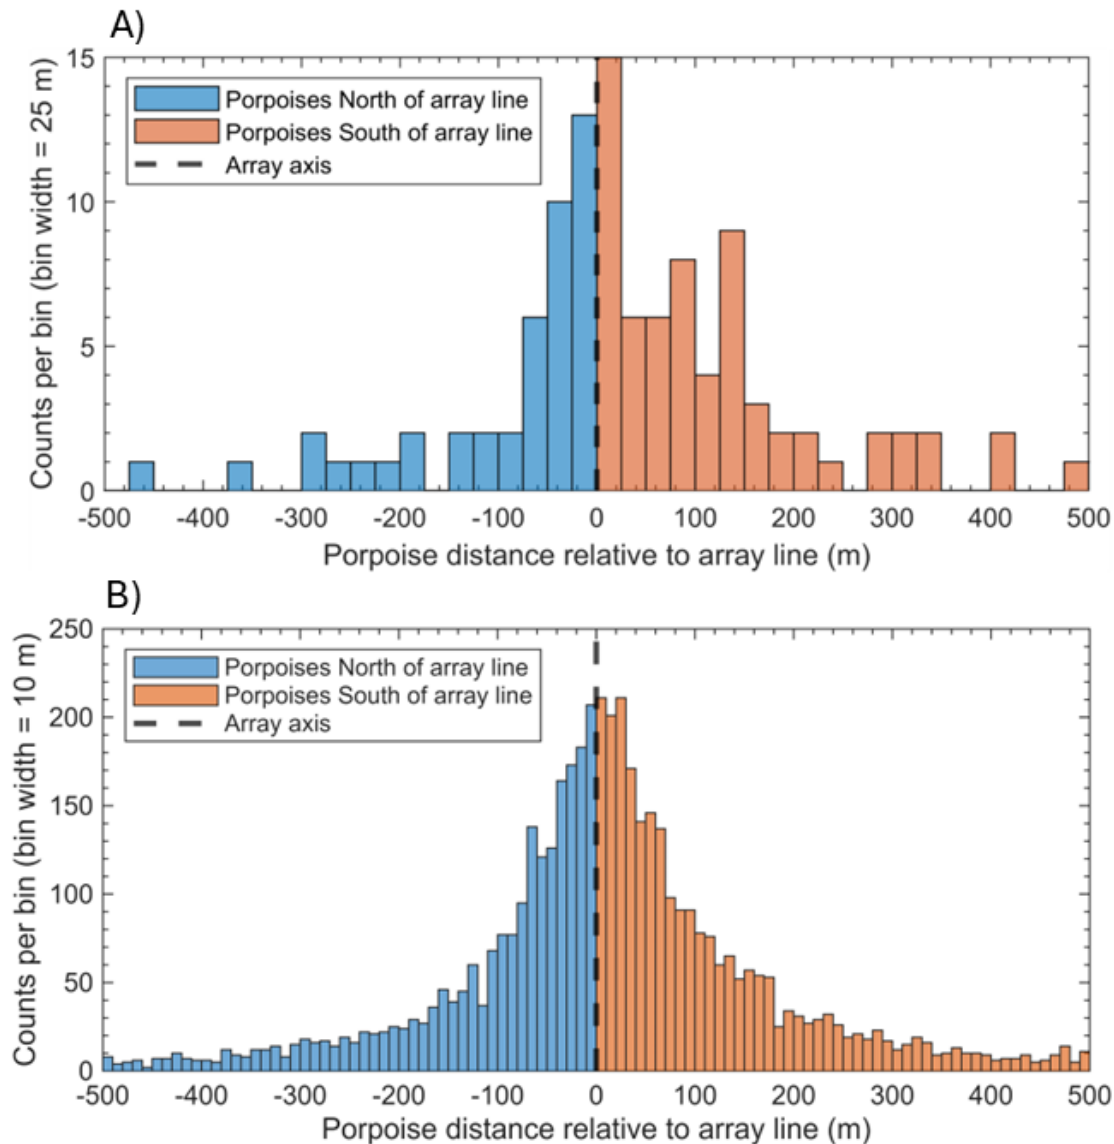 A)
Counts per bin (bin width = 25 m)
15
10
5
0
Porpoises North of array line
Porpoises South of array line
Array axis
-500 -400 -300 -200 -100 0 100 200 300 400 500
Porpoise distance relative to array line (m)
B)
Counts per bin (bin width = 10 m)
250
200
150
100
50
0
Porpoises North of array line
Porpoises South of array line
Array axis
-500 -400 -300 -200 -100 0 100 200 300 400 500
Porpoise distance relative to array line (m)